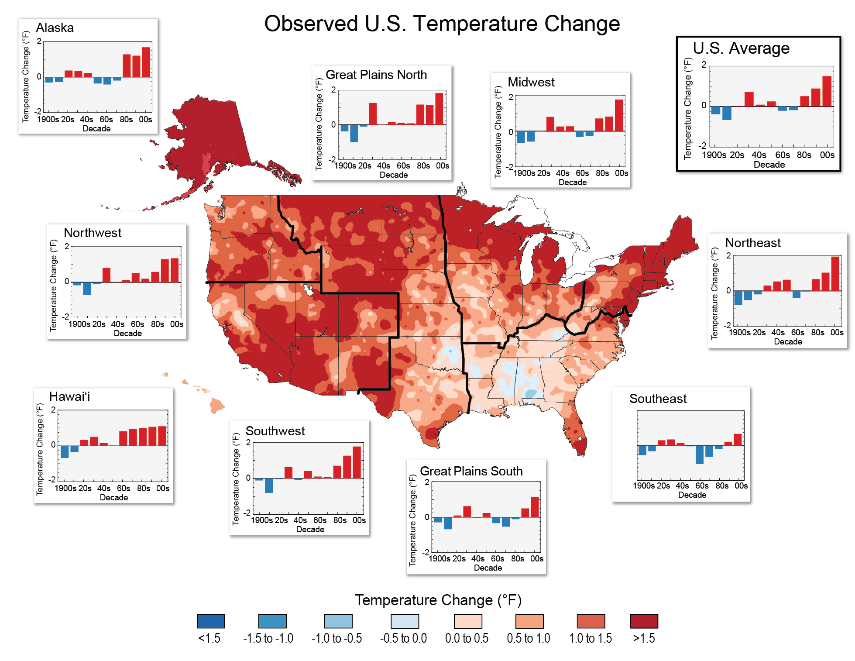 Observed U.S. Temperature Change
Alaska
Temperature Change (°F)
2
0
-2
1900s 20s 40s 60s 80s 00s
Decade
Great Plains North
Temperature Change (°F)
2
0
-2
1900s 20s 40s 60s 80s 00s
Decade
Midwest
Temperature Change (°F)
2
0
-2
1900s 20s 40s 60s 80s 00s
Decade
U.S. Average
Temperature Change (°F)
2
0
-2
1900s 20s 40s 60s 80s 00s
Decade
Northwest
Temperature Change (°F)
2
0
-2
1900s 20s 40s 60s 80s 00s
Decade
Northeast
Temperature Change (°F)
2
0
-2
1900s 20s 40s 60s 80s 00s
Decade
Hawai'i
Temperature Change (°F)
2
0
-2
1900s 20s 40s 60s 80s 00s
Decade
Southwest
Temperature Change (°F)
2
0
-2
1900s 20s 40s 60s 80s 00s
Decade
Great Plains South
Temperature Change (°F)
2
0
-2
1900s 20s 40s 60s 80s 00s
Decade
Southeast
1900s 20s 40s 60s 80s 00s
Decade
Temperature Change (°F)
<1.5 -1.5 to -1.0 -1.0 to -0.5 -0.5 to 0.0 0.0 to 0.5 0.5 to 1.0 1.0 to 1.5 >1.5